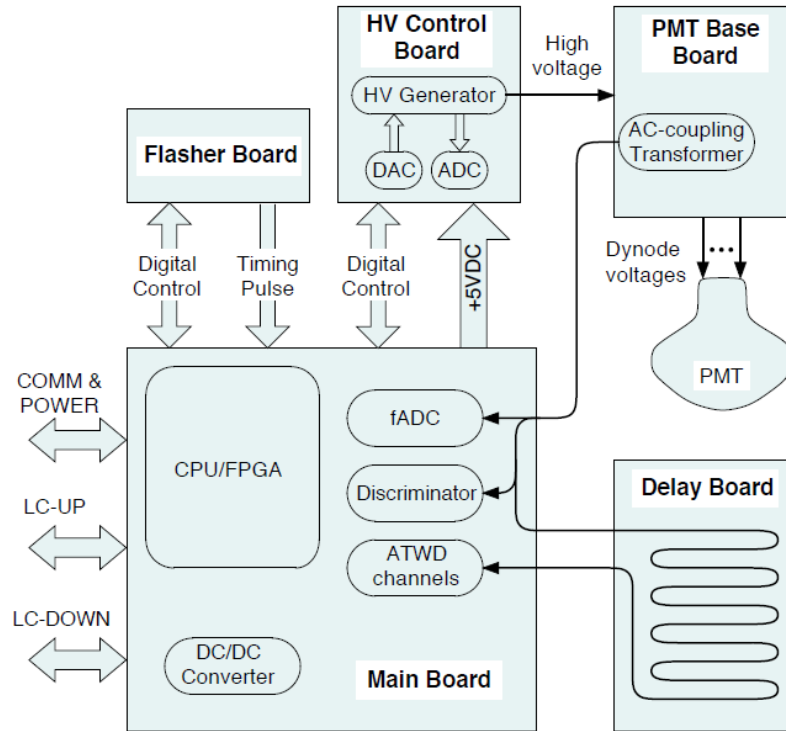 HV Control
Board
HV Generator
DAC
ADC
High
voltage
PMT Base
Board
AC-coupling
Transformer
Flasher Board
Digital
Control
Timing
Pulse
Digital
Control
+5VDC
Dynode
voltages
...
PMT
COMM &
POWER
LC-UP
LC-DOWN
CPU/FPGA
fADC
Discriminator
ATWD
channels
DC/DC
Converter
Main Board
Delay Board